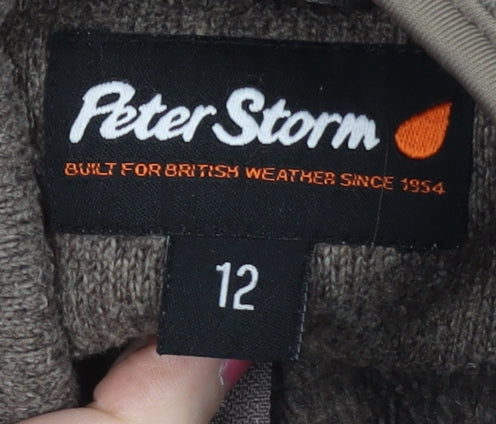 Peter Storm
BUILT FOR BRITISH WEATHER SINCE 1954
12